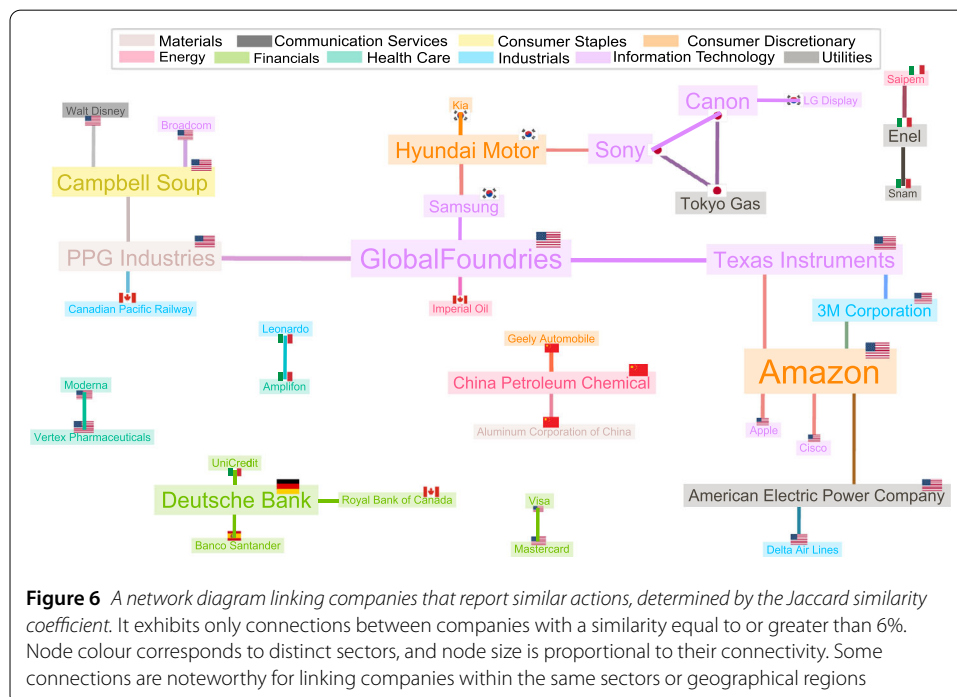 Materials Communication Services Consumer Staples Consumer Discretionary
Energy Financials Health Care Industrials Information Technology Utilities
Walt Disney
Broadcom
Campbell Soup
Kia
Hyundai Motor
Sony
Canon
LG Display
Tokyo Gas
Saipem
Enel
Snam
Samsung
PPG Industries
GlobalFoundries
Texas Instruments
Canadian Pacific Railway
Imperial Oil
3M Corporation
Leonardo
Amplifon
Geely Automobile
China Petroleum Chemical
Aluminum Corporation of China
Amazon
Apple
Cisco
Moderna
Vertex Pharmaceuticals
UniCredit
Deutsche Bank
Royal Bank of Canada
Banco Santander
Visa
Mastercard
American Electric Power Company
Delta Air Lines
Figure 6 A network diagram linking companies that report similar actions, determined by the Jaccard similarity
coefficient. It exhibits only connections between companies with a similarity equal to or greater than 6%.
Node colour corresponds to distinct sectors, and node size is proportional to their connectivity. Some
connections are noteworthy for linking companies within the same sectors or geographical regions